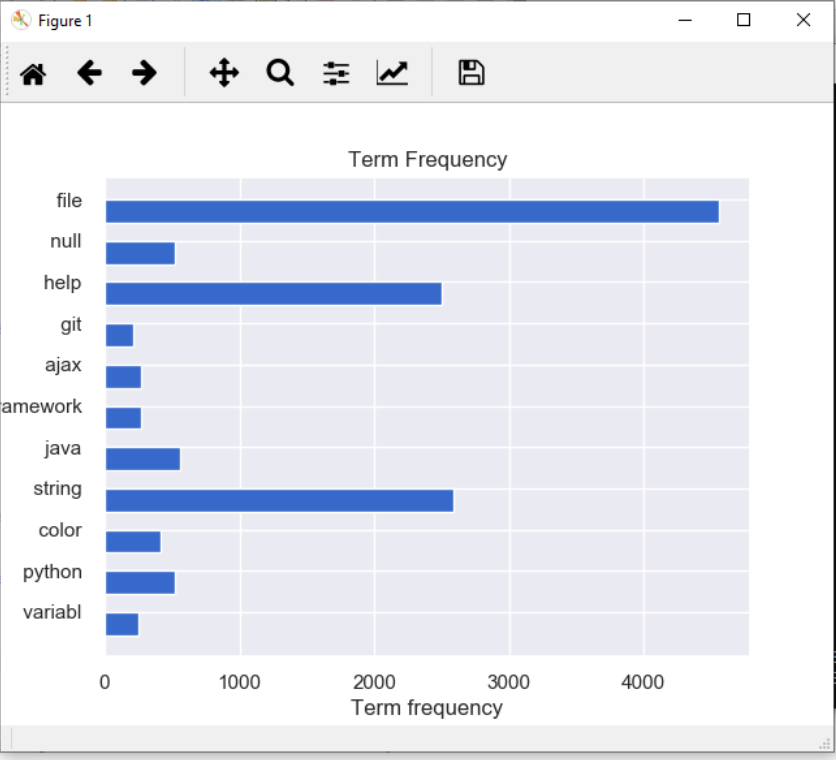 Figure 1
Term Frequency
file
null
help
git
ajax
ramework
java
string
color
python
variabl
0 1000 2000 3000 4000
Term frequency